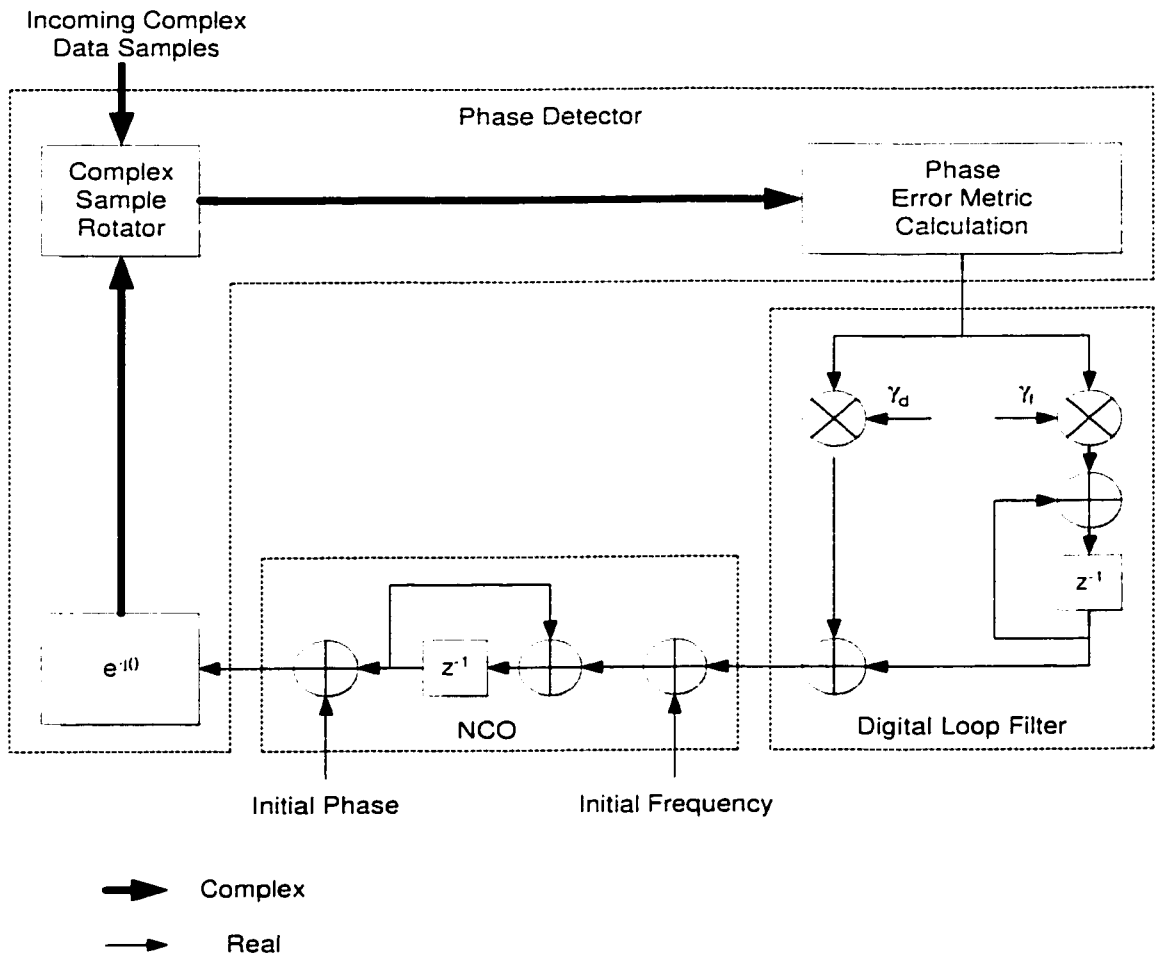 Incoming Complex
Data Samples
Phase Detector
Complex
Sample
Rotator
Phase
Error Metric
Calculation
γd
γf
z⁻¹
z⁻¹
NCO
Digital Loop Filter
Initial Phase
Initial Frequency
Complex
Real